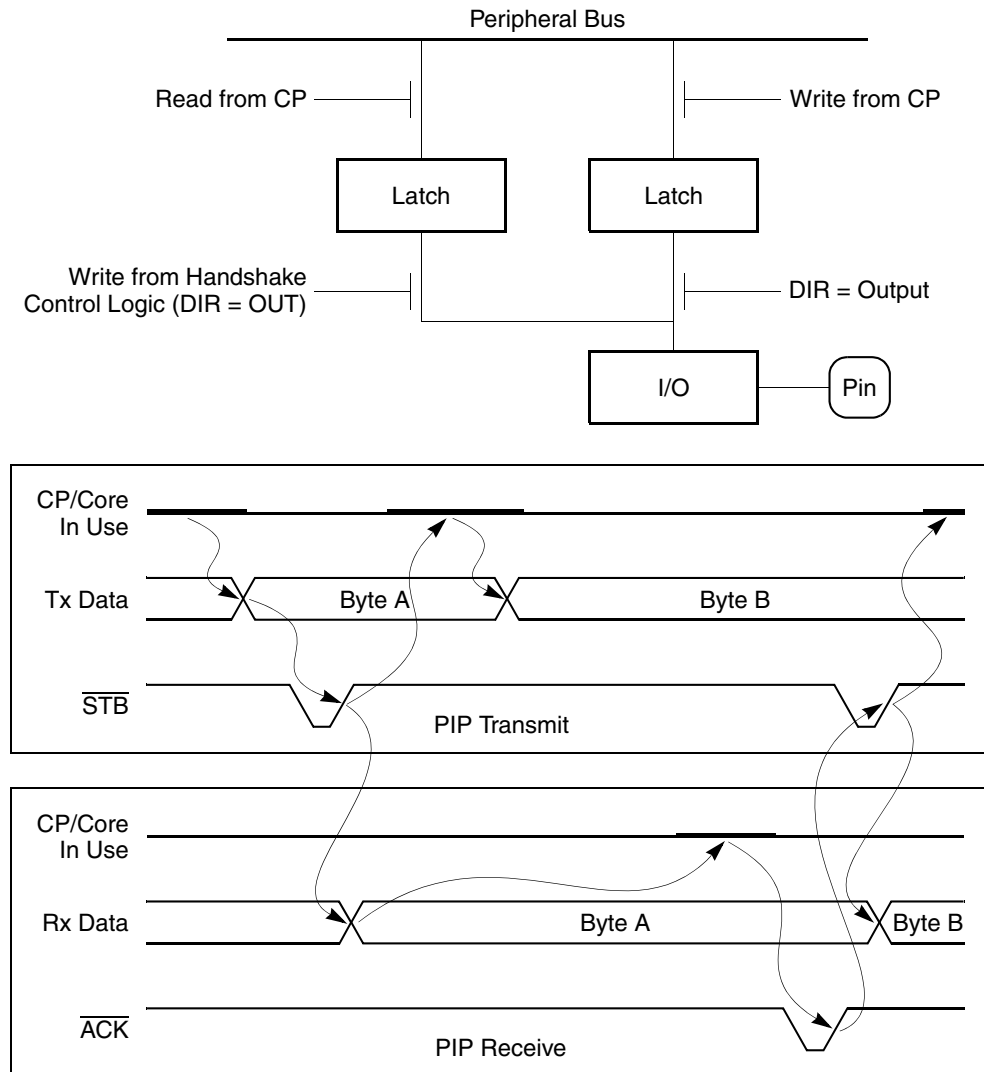 Peripheral Bus
Read from CP
Write from CP
Latch
Latch
Write from Handshake
Control Logic (DIR = OUT)
DIR = Output
I/O
Pin
CP/Core
In Use
Tx Data
Byte A
Byte B
STB
PIP Transmit
CP/Core
In Use
Rx Data
Byte A
Byte B
ACK
PIP Receive